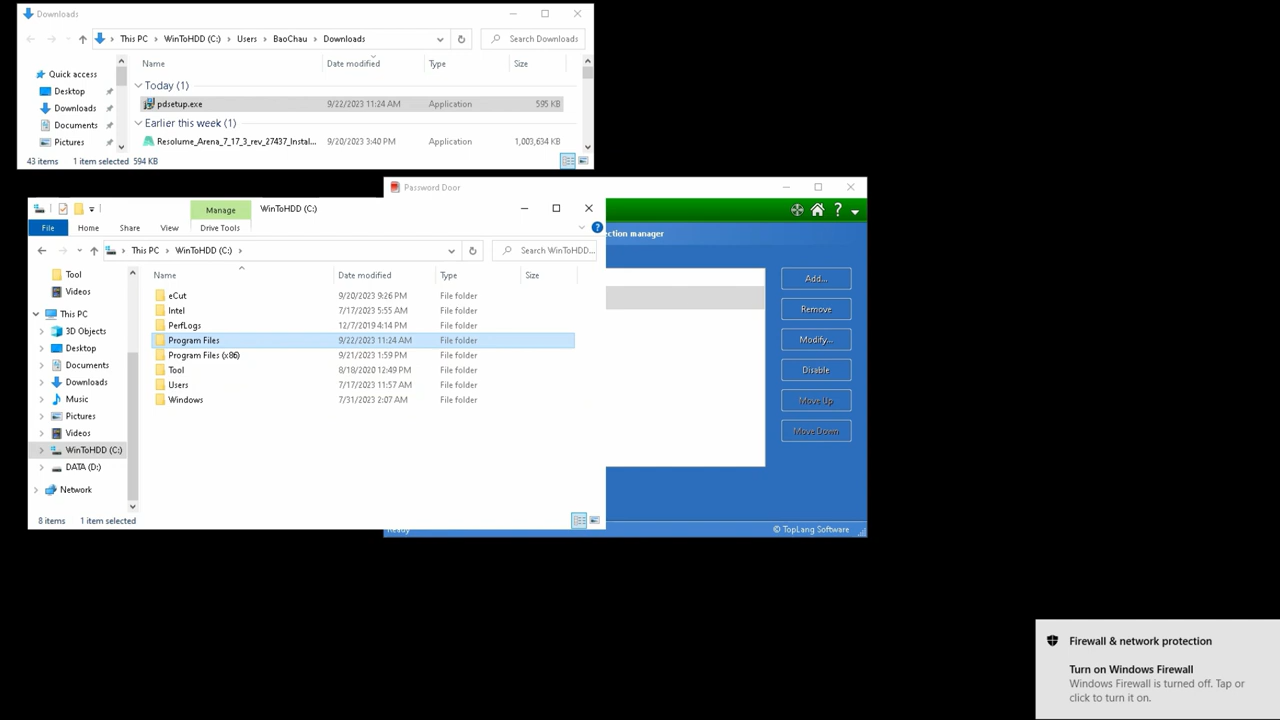 Downloads
This PC > WinToHDD (C:) > Users > BaoChau > Downloads
Search Downloads
Name Date modified Type Size
Quick access
Desktop
Downloads
Documents
Pictures
Today (1)
pdsetup.exe 9/22/2023 11:24 AM Application 595 KB
Earlier this week (1)
Resolume_Arena_7_17_3_rev_27437_Instal... 9/20/2023 3:40 PM Application 1,003,634 KB
43 items 1 item selected 594 KB
Password Door
Manage WinToHDD (C:)
File Home Share View Drive Tools
This PC > WinToHDD (C:) >
Search WinToHDD...
Name Date modified Type Size
Tool
Videos
This PC
3D Objects
Desktop
Documents
Downloads
Music
Pictures
Videos
WinToHDD (C:)
DATA (D:)
Network
eCut 9/20/2023 9:26 PM File folder
Intel 7/17/2023 5:55 AM File folder
PerfLogs 12/7/2019 4:14 PM File folder
Program Files 9/22/2023 11:24 AM File folder
Program Files (x86) 9/21/2023 1:59 PM File folder
Tool 8/18/2020 12:49 PM File folder
Users 7/17/2023 11:57 AM File folder
Windows 7/31/2023 2:07 AM File folder
8 items 1 item selected
ection manager
Add...
Remove
Modify...
Disable
Move Up
Move Down
Ready
© TopLang Software
Firewall & network protection
Turn on Windows Firewall
Windows Firewall is turned off. Tap or
click to turn it on.